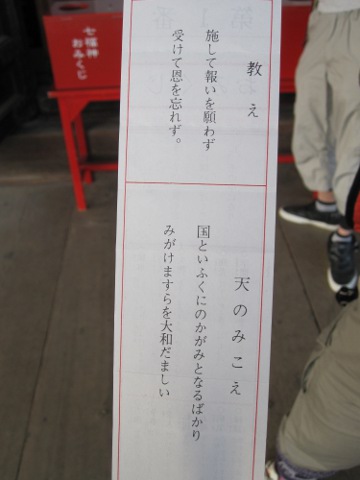 七福神
おみくじ
教え
施して報いを願わず
受けて恩を忘れず。
天のみこえ
国といふくにのかがみとなるばかり
みがけますらを大和だましい